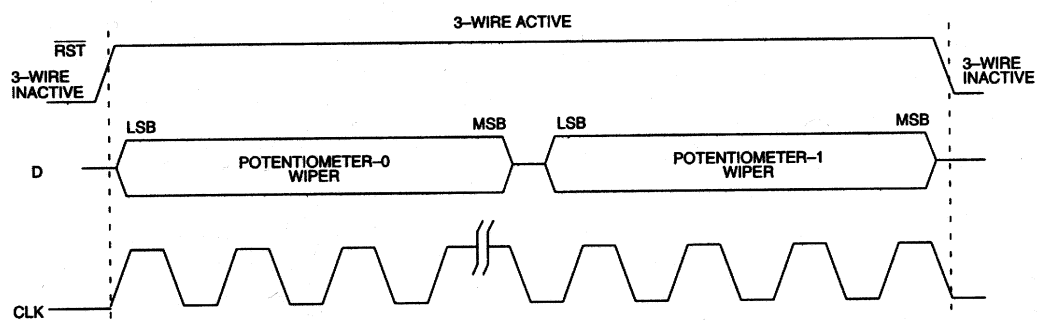 3–WIRE ACTIVE
RST
3–WIRE
INACTIVE
3–WIRE
INACTIVE
LSB
MSB
LSB
MSB
D
POTENTIOMETER–0
WIPER
POTENTIOMETER–1
WIPER
CLK